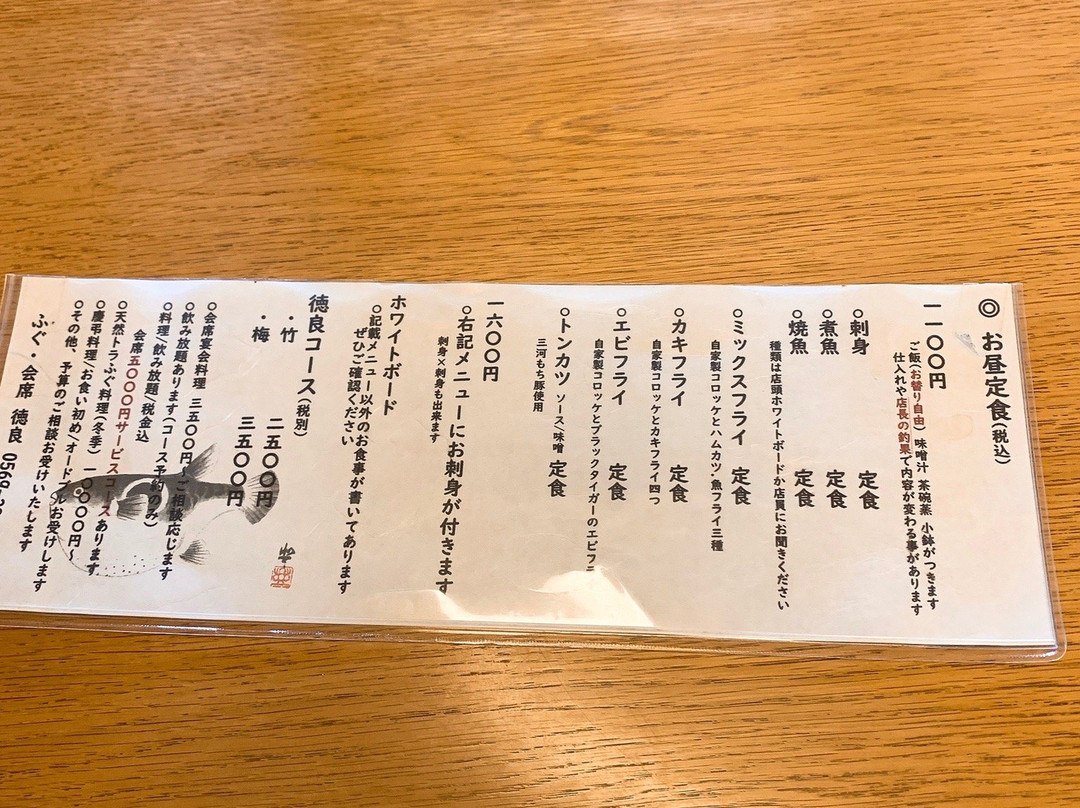 ◎ お昼定食(税込)
一一〇〇円
ご飯(お替り自由) 味噌汁 茶碗蒸 小鉢がつきます
仕入れや店長の釣果で内容が変わる事があります
○刺身 定食
○煮魚 定食
○焼魚 定食
種類は店頭ホワイトボードか店員にお聞きください
○ミックスフライ 定食
自家製コロッケとハムカツ・魚フライ三種
○カキフライ 定食
自家製コロッケとカキフライ四つ
○エビフライ 定食
自家製コロッケとブラックタイガーのエビフラ
○トンカツ ソース/味噌 定食
三河もち豚使用
一六〇〇円
○右記メニューにお刺身が付きます
刺身×刺身も出来ます
ホワイトボード
○記載メニュー以外のお食事が書いてあります
ぜひご確認ください
徳良コース(税別)
・竹 二五〇〇円
・梅 三五〇〇円
○会席宴会料理 三五〇〇円~ご相談応じます
○飲み放題あります(コース予約のみ)
○料理/飲み放題/税金込
会席五〇〇〇円サービスコースあります
○天然トラふぐ料理(冬季) 一〇〇〇〇円~
○慶弔料理/お食い初め/オードブルお受けします
○その他、予算のご相談お受けいたします
ふぐ・会席 徳良 0569-